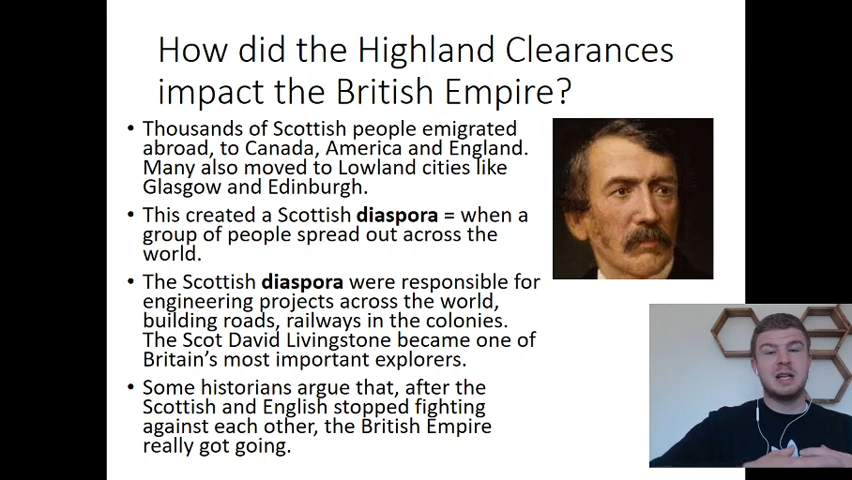 How did the Highland Clearances
impact the British Empire?
• Thousands of Scottish people emigrated
abroad, to Canada, America and England.
Many also moved to Lowland cities like
Glasgow and Edinburgh.
• This created a Scottish diaspora = when a
group of people spread out across the
world.
• The Scottish diaspora were responsible for
engineering projects across the world,
building roads, railways in the colonies.
The Scot David Livingstone became one of
Britain's most important explorers.
• Some historians argue that, after the
Scottish and English stopped fighting
against each other, the British Empire
really got going.